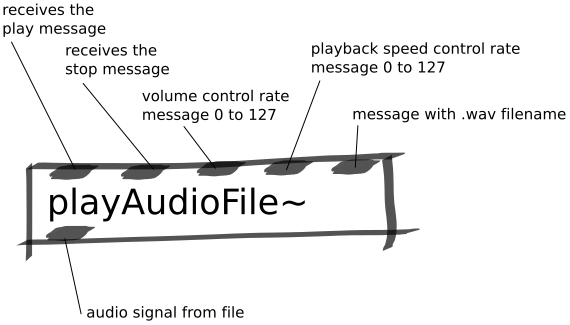 receives the
play message
receives the
stop message
volume control rate
message 0 to 127
playback speed control rate
message 0 to 127
message with .wav filename
playAudioFile~
audio signal from file